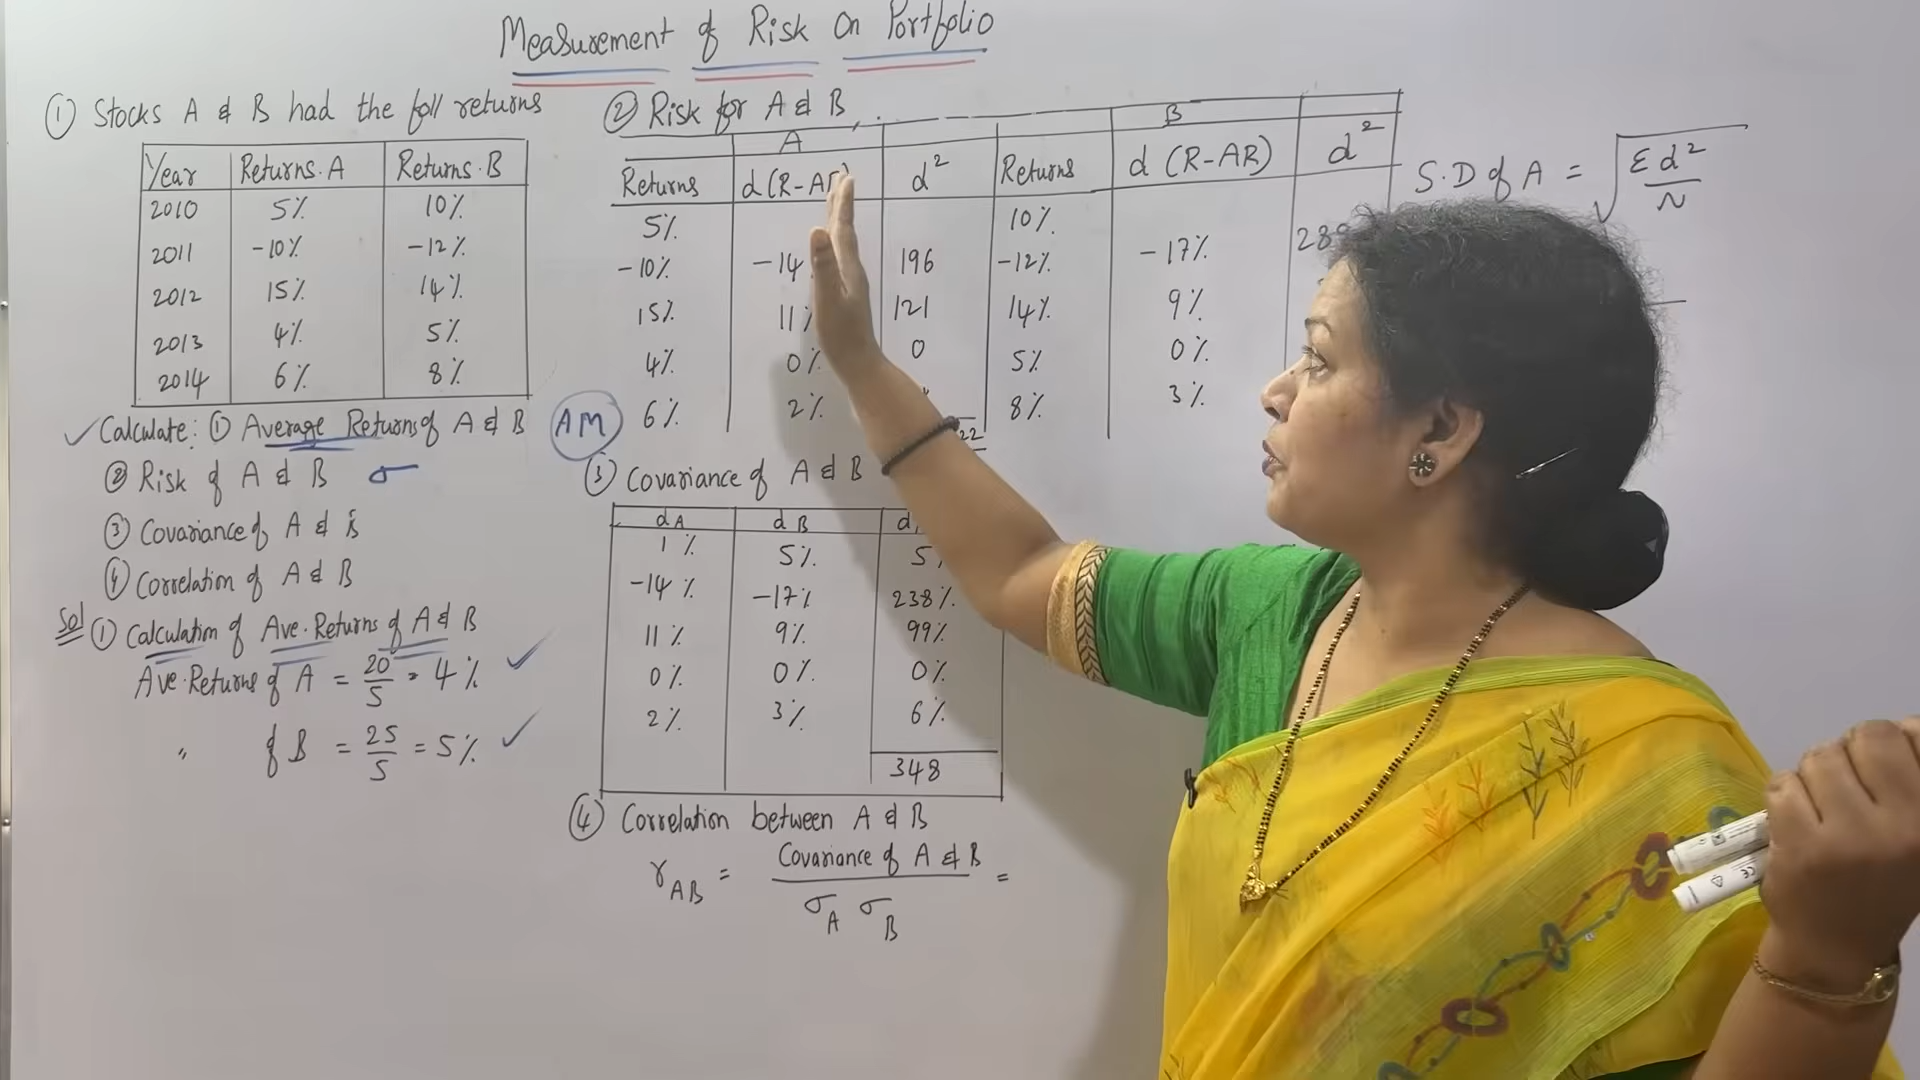 Measurement of Risk On Portfolio
① Stocks A & B had the foll returns
Year Returns.A Returns.B
2010 5% 10%
2011 -10% -12%
2012 15% 14%
2013 4% 5%
2014 6% 8%
Calculate: ① Average Returns of A & B
② Risk of A & B σ
③ Covariance of A & B
④ Correlation of A & B
Sol ① Calculation of Ave.Returns of A & B
Ave.Returns of A = 20/5 = 4%
" of B = 25/5 = 5%
AM
② Risk for A & B
A B
Returns d(R-A d² Returns d (R-AR) d²
5% 10%
-10% -14 196 -12% -17% 289
15% 11% 121 14% 9%
4% 0% 0 5% 0%
6% 2% 8% 3%
22
③ Covariance of A & B
dA dB d
1% 5% 5%
-14% -17% 238%
11% 9% 99%
0% 0% 0%
2% 3% 6%
348
④ Correlation between A & B
rAB = Covariance of A & B / σA σB =
S.D of A = √Σd²/N